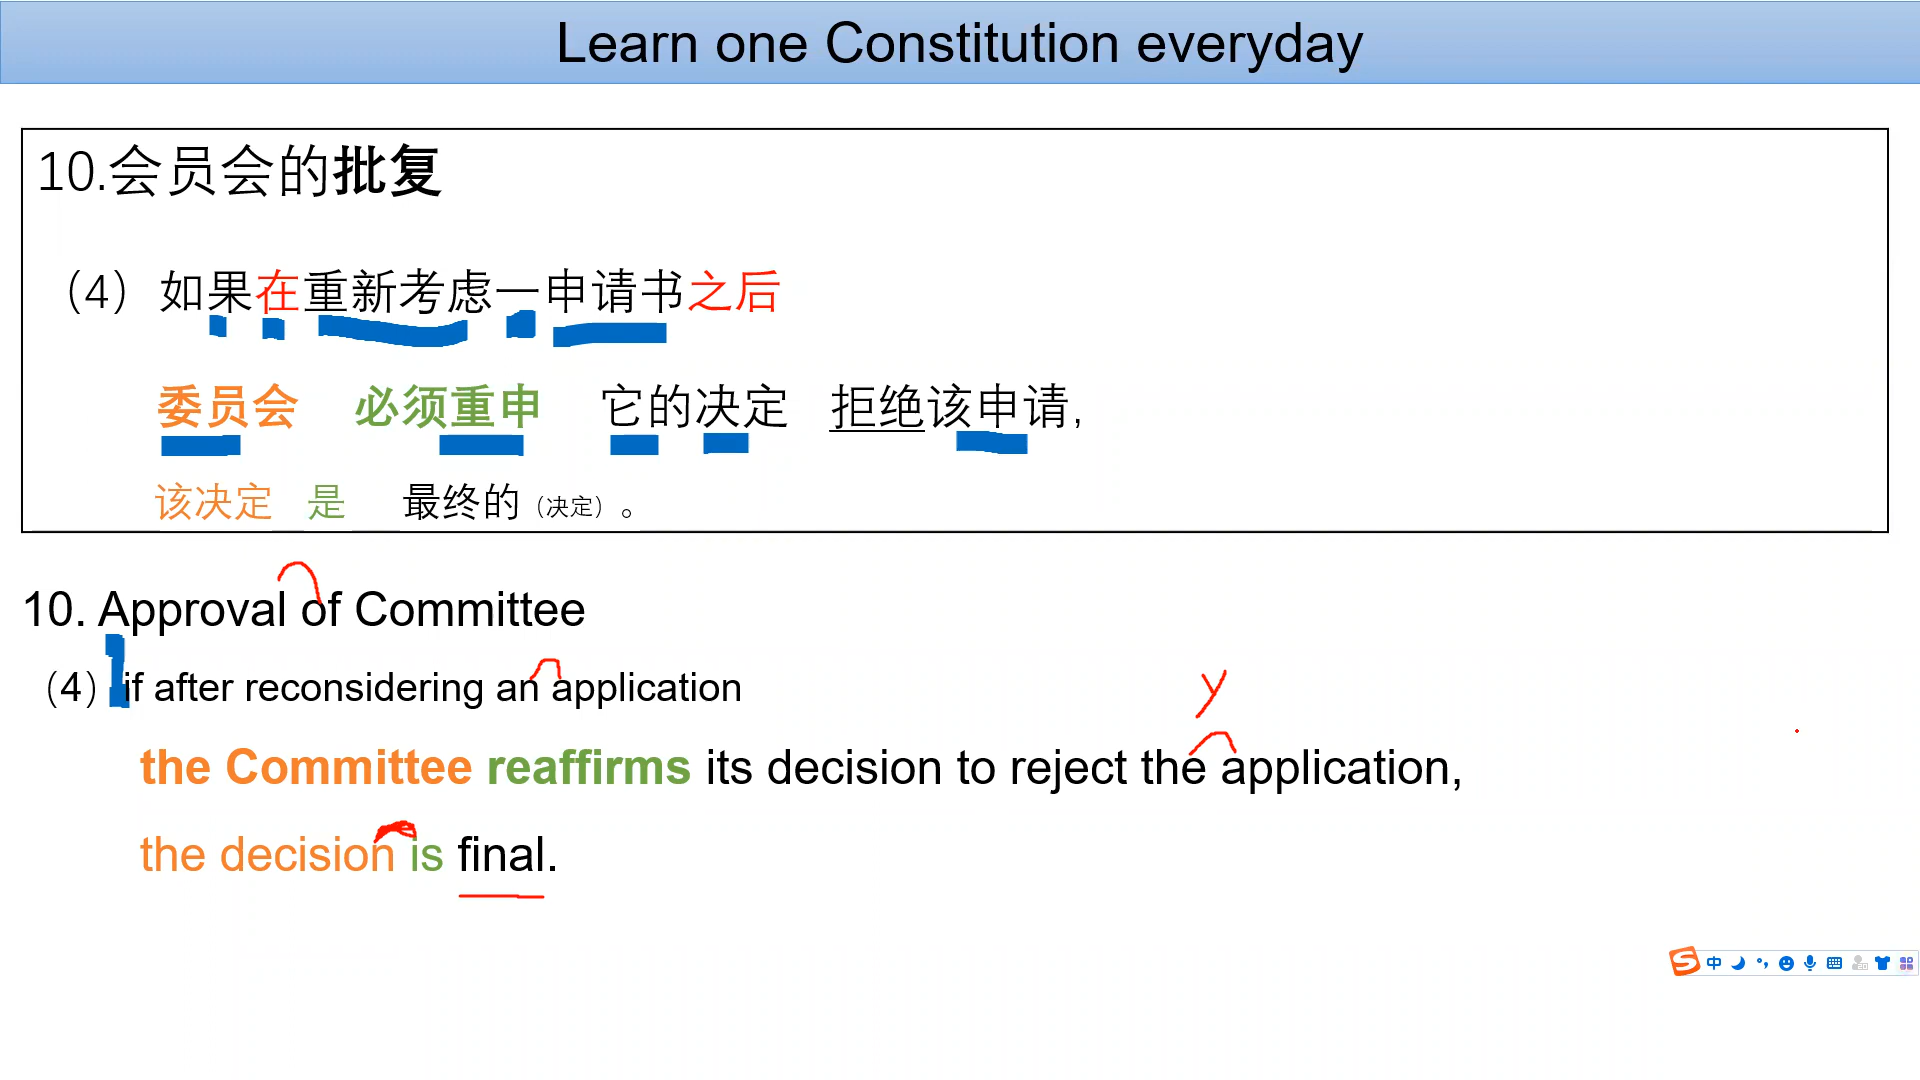 Learn one Constitution everyday
10.会员会的批复
（4）如果在重新考虑一申请书之后
委员会 必须重申 它的决定 拒绝该申请,
该决定 是 最终的（决定）。
10. Approval of Committee
（4）if after reconsidering an application
y
the Committee reaffirms its decision to reject the application,
the decision is final.
S中